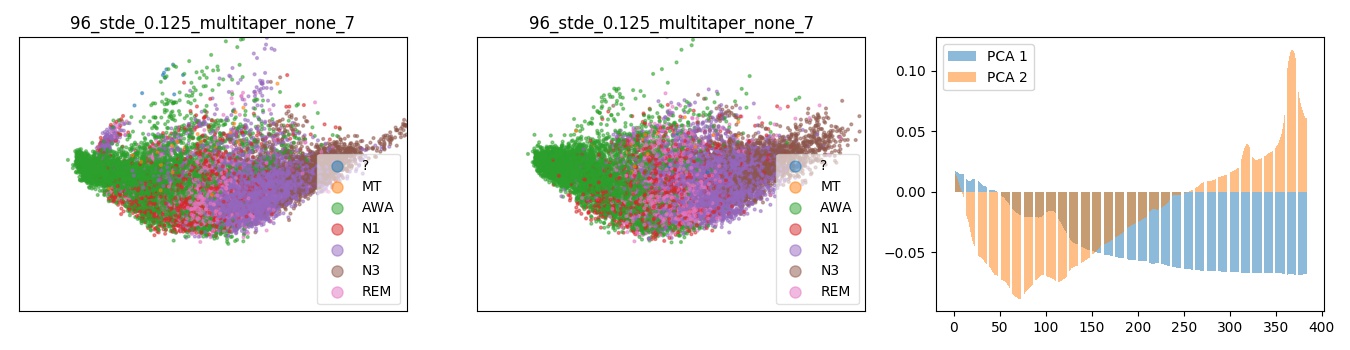 96_stde_0.125_multitaper_none_7
?
MT
AWA
N1
N2
N3
REM
96_stde_0.125_multitaper_none_7
?
MT
AWA
N1
N2
N3
REM
PCA 1
PCA 2
0.10
0.05
0.00
−0.05
0 50 100 150 200 250 300 350 400